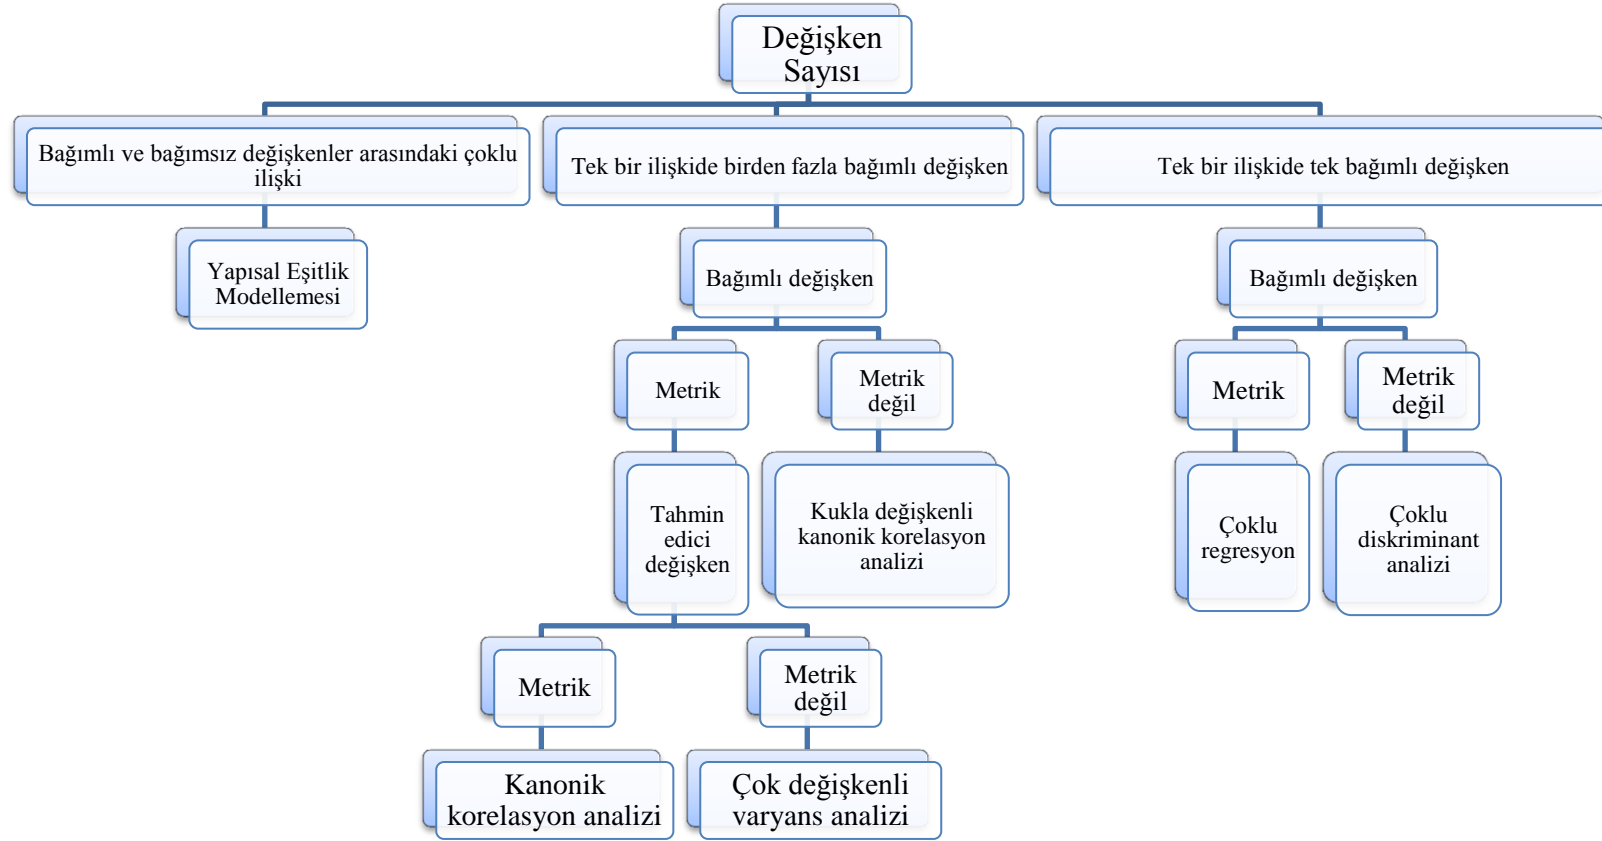 Değişken
Sayısı
Bağımlı ve bağımsız değişkenler arasındaki çoklu
ilişki
Tek bir ilişkide birden fazla bağımlı değişken
Tek bir ilişkide tek bağımlı değişken
Yapısal Eşitlik
Modellemesi
Bağımlı değişken
Bağımlı değişken
Metrik
Metrik
değil
Metrik
Metrik
değil
Tahmin
edici
değişken
Kukla değişkenli
kanonik korelasyon
analizi
Çoklu
regresyon
Çoklu
diskriminant
analizi
Metrik
Metrik
değil
Kanonik
korelasyon analizi
Çok değişkenli
varyans analizi